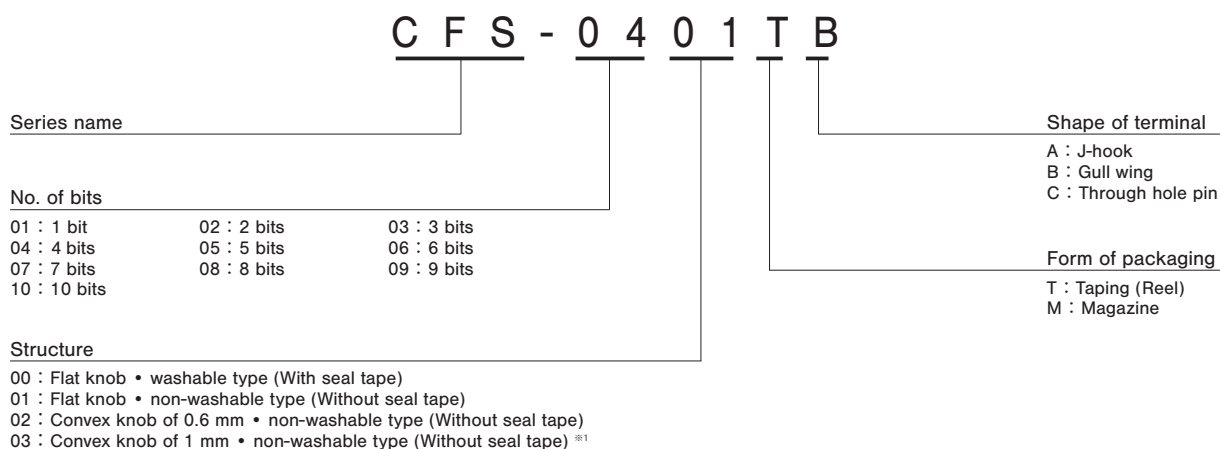 C F S - 0 4 0 1 T B
Series name
No. of bits
01：1 bit 02：2 bits 03：3 bits
04：4 bits 05：5 bits 06：6 bits
07：7 bits 08：8 bits 09：9 bits
10：10 bits
Structure
00：Flat knob • washable type (With seal tape)
01：Flat knob • non-washable type (Without seal tape)
02：Convex knob of 0.6 mm • non-washable type (Without seal tape)
03：Convex knob of 1 mm • non-washable type (Without seal tape) ※1
Shape of terminal
A：J-hook
B：Gull wing
C：Through hole pin
Form of packaging
T：Taping (Reel)
M：Magazine